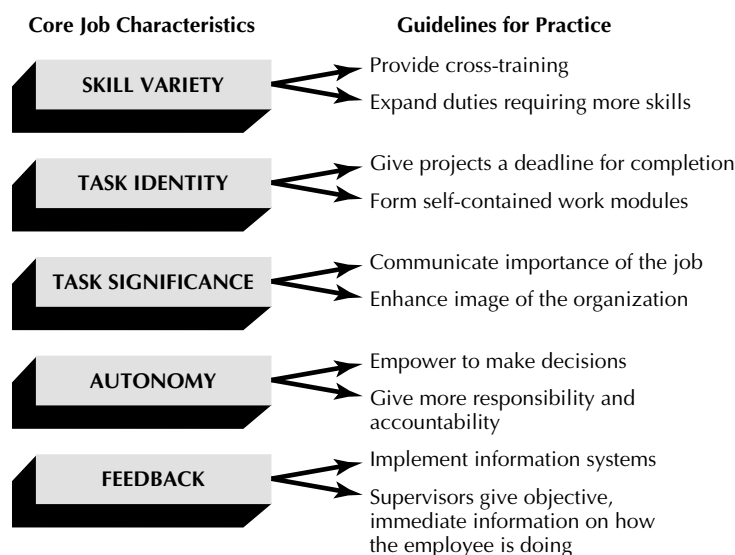 Core Job Characteristics
Guidelines for Practice
SKILL VARIETY
Provide cross-training
Expand duties requiring more skills
TASK IDENTITY
Give projects a deadline for completion
Form self-contained work modules
TASK SIGNIFICANCE
Communicate importance of the job
Enhance image of the organization
AUTONOMY
Empower to make decisions
Give more responsibility and
accountability
FEEDBACK
Implement information systems
Supervisors give objective,
immediate information on how
the employee is doing